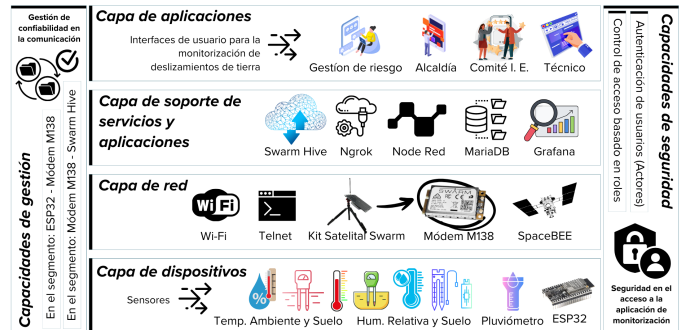 Gestión de
confiabilidad en
la comunicación
Capacidades de gestión
En el segmento: ESP32 - Módem M138
En el segmento: Módem M138 - Swarm Hive
Capa de aplicaciones
Interfaces de usuario para la
monitorización de
deslizamientos de tierra
Gestíon de riesgo
Alcaldía
Comité I. E.
Técnico
Capa de soporte de
servicios y
aplicaciones
Swarm Hive
Ngrok
Node Red
MariaDB
Grafana
Capa de red
Wi Fi
SWARM
Wi-Fi
Telnet
Kit Satelital Swarm
Módem M138
SpaceBEE
Capa de dispositivos
Sensores
%
Temp. Ambiente y Suelo
Hum. Relativa y Suelo
Pluviómetro
ESP32
Capacidades de seguridad
Autenticación de usuarios (Actores)
Control de acceso basado en roles
Seguridad en el
acceso a la
aplicación de
monitorización